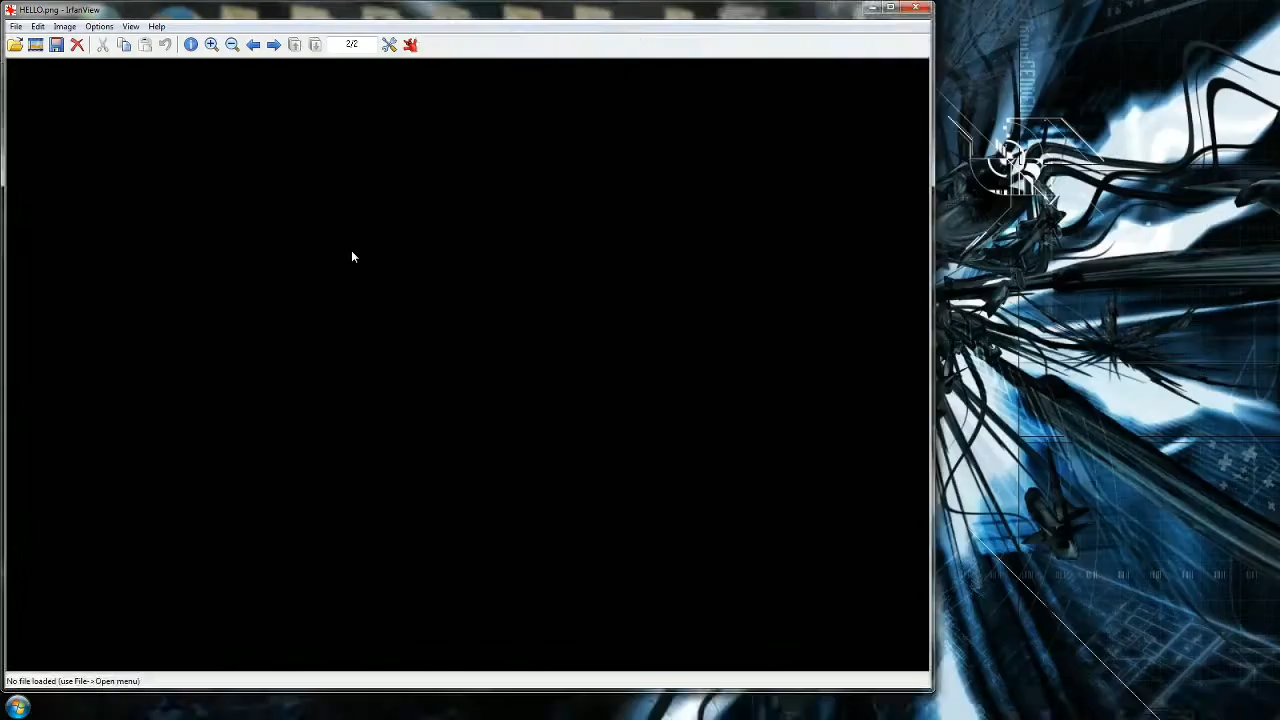 HELLO.png - IrfanView
File Edit Image Options View Help
2/2
No file loaded (use File->Open menu)